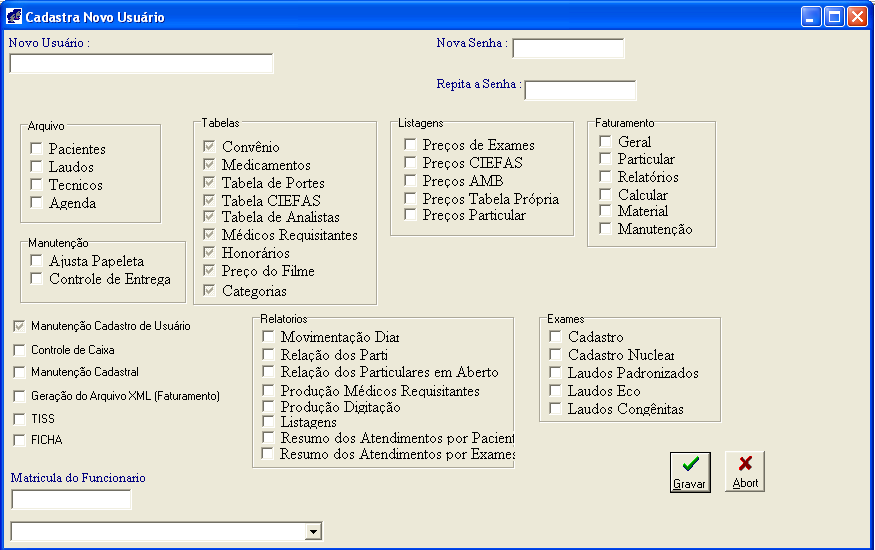 Cadastra Novo Usuário
Novo Usuário :
Nova Senha :
Repita a Senha :
Arquivo
Pacientes
Laudos
Tecnicos
Agenda
Tabelas
Convênio
Medicamentos
Tabela de Portes
Tabela CIEFAS
Tabela de Analistas
Médicos Requisitantes
Honorários
Preço do Filme
Categorias
Listagens
Preços de Exames
Preços CIEFAS
Preços AMB
Preços Tabela Própria
Preços Particular
Faturamento
Geral
Particular
Relatórios
Calcular
Material
Manutenção
Manutenção
Ajusta Papeleta
Controle de Entrega
Manutenção Cadastro de Usuário
Controle de Caixa
Manutenção Cadastral
Geração do Arquivo XML (Faturamento)
TISS
FICHA
Relatorios
Movimentação Diar
Relação dos Parti
Relação dos Particulares em Aberto
Produção Médicos Requisitantes
Produção Digitação
Listagens
Resumo dos Atendimentos por Pacient
Resumo dos Atendimentos por Exames
Exames
Cadastro
Cadastro Nuclear
Laudos Padronizados
Laudos Eco
Laudos Congênitas
Gravar
Abort
Matricula do Funcionario